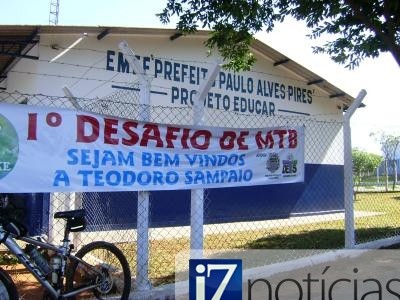 EMEF "PREFEITO PAULO ALVES PIRES"
PROJETO EDUCAR
1º DESAFIO DE MTB
SEJAM BEM VINDOS
A TEODORO SAMPAIO
i7 notícias